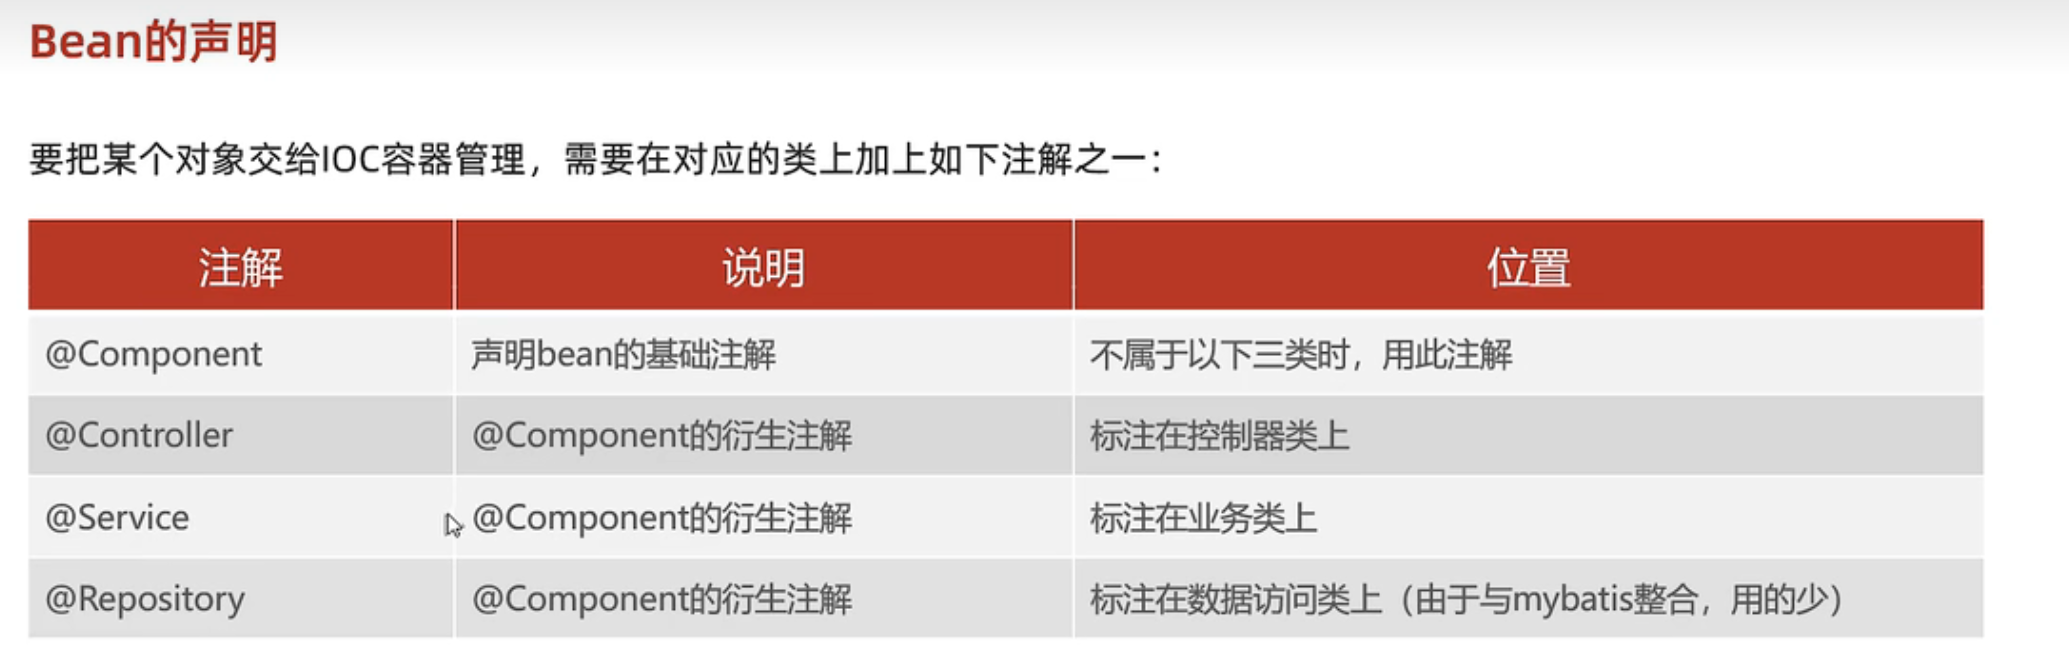 Bean的声明
要把某个对象交给IOC容器管理，需要在对应的类上加上如下注解之一：
注解 说明 位置
@Component 声明bean的基础注解 不属于以下三类时，用此注解
@Controller @Component的衍生注解 标注在控制器类上
@Service @Component的衍生注解 标注在业务类上
@Repository @Component的衍生注解 标注在数据访问类上（由于与mybatis整合，用的少）